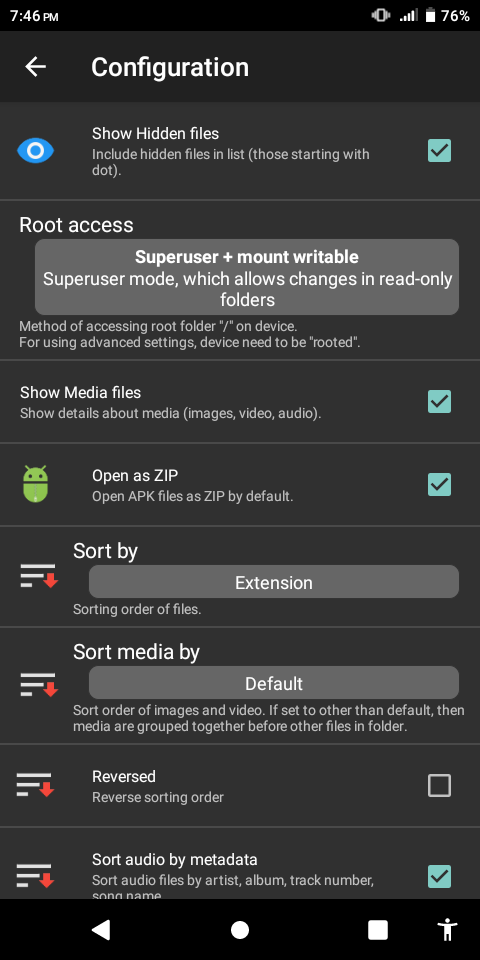 7:46 PM
76%
Configuration
Show Hidden files
Include hidden files in list (those starting with
dot).
Root access
Superuser + mount writable
Superuser mode, which allows changes in read-only
folders
Method of accessing root folder "/" on device.
For using advanced settings, device need to be "rooted".
Show Media files
Show details about media (images, video, audio).
Open as ZIP
Open APK files as ZIP by default.
Sort by
Extension
Sorting order of files.
Sort media by
Default
Sort order of images and video. If set to other than default, then
media are grouped together before other files in folder.
Reversed
Reverse sorting order
Sort audio by metadata
Sort audio files by artist, album, track number,
song name